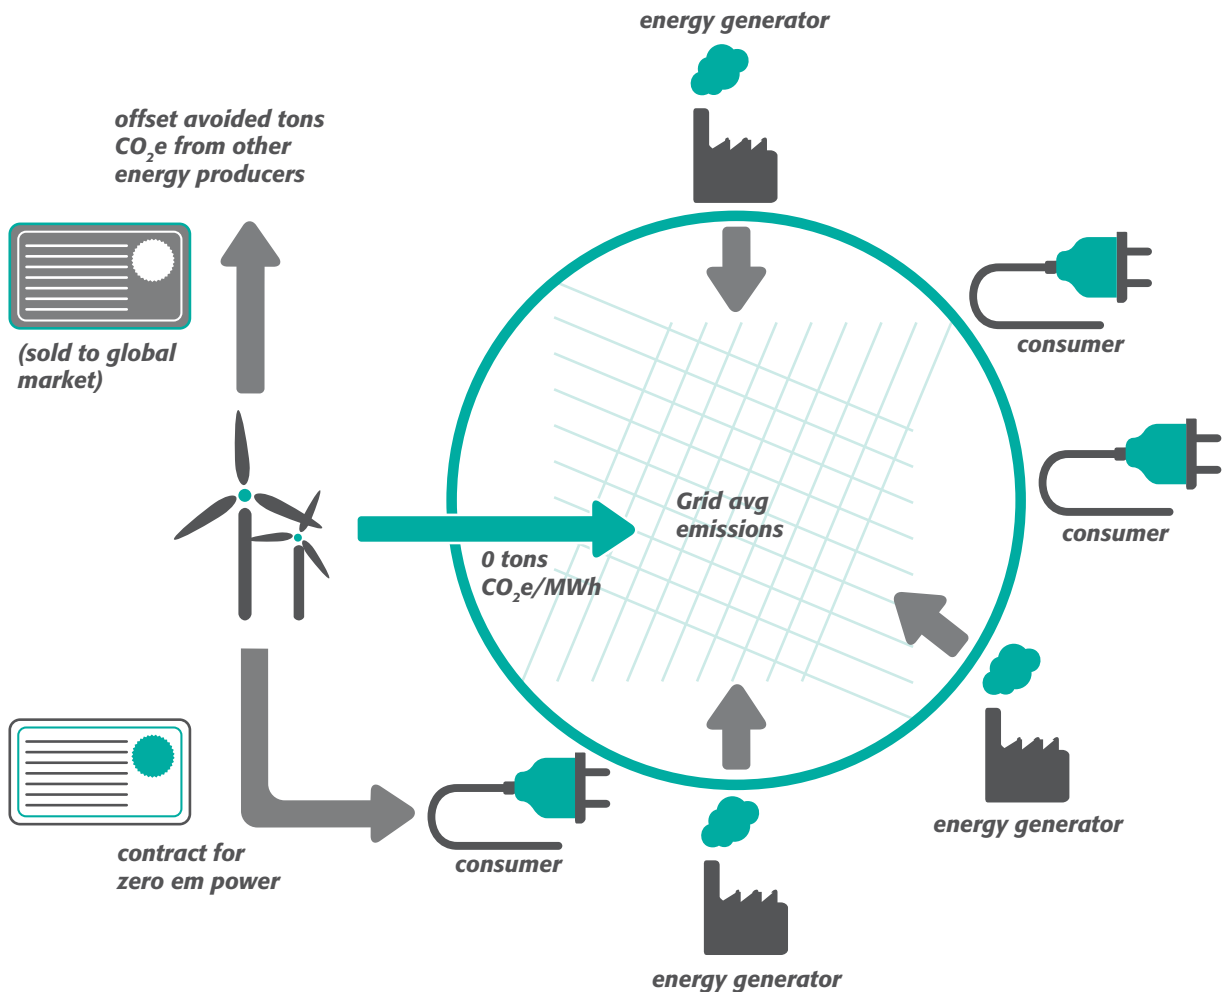 energy generator
offset avoided tons
CO₂e from other
energy producers
(sold to global
market)
consumer
consumer
Grid avg
emissions
0 tons
CO₂e/MWh
energy generator
contract for
zero em power
consumer
energy generator